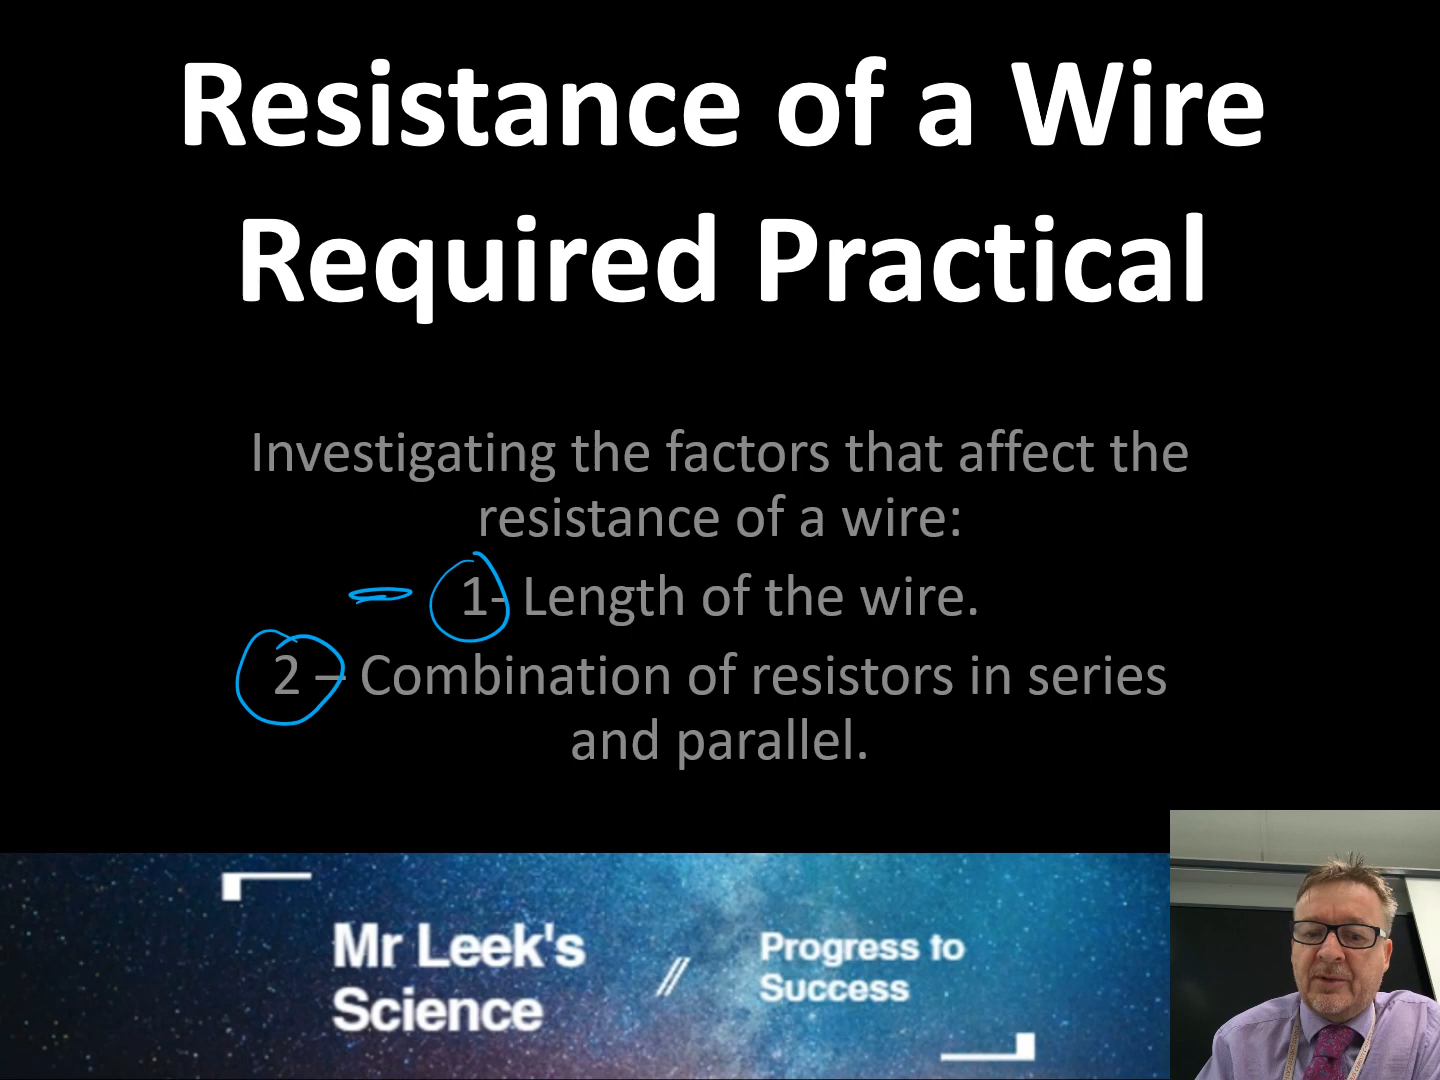 Resistance of a Wire
Required Practical
Investigating the factors that affect the
resistance of a wire:
1- Length of the wire.
2 – Combination of resistors in series
and parallel.
Mr Leek's
Science
//
Progress to
Success